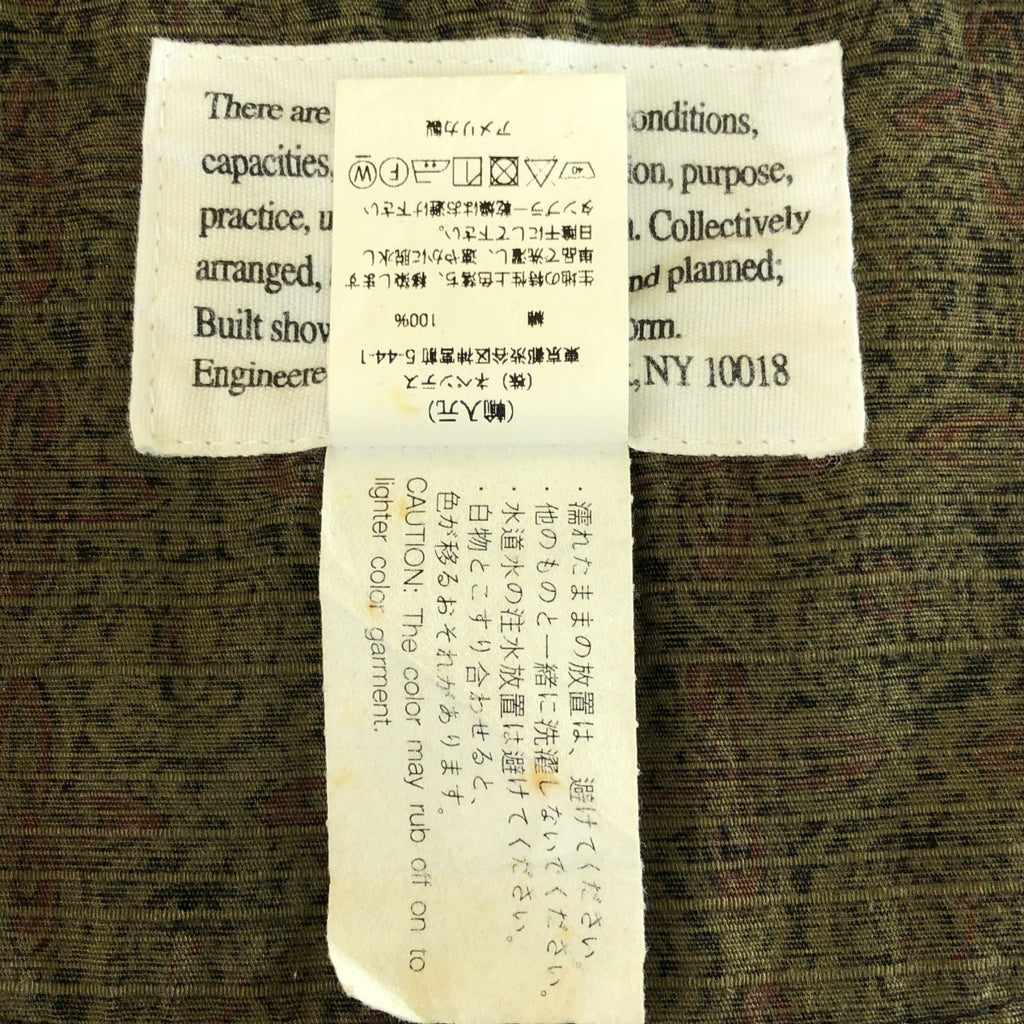 There are
onditions,
capacities,
ion, purpose,
practice, u
n. Collectively
arranged,
nd planned;
Built show
orm.
Engineere
, NY 10018
(輸入元)
(株) ネペンテス
東京都渋谷区神宮前5-44-1
綿 100%
生地の特性上色落ち、移染します
単品で洗濯し、速やかに脱水し
日陰干にして下さい。
タンブラー乾燥はお避け下さい
40 F W
アメリカ製
・濡れたままの放置は、避けてください。
・他のものと一緒に洗濯しないでください。
・水道水の注水放置は避けてください。
・白物とこすり合わせると、
色が移るおそれがあります。
CAUTION: The color may rub off on to
lighter color garment.